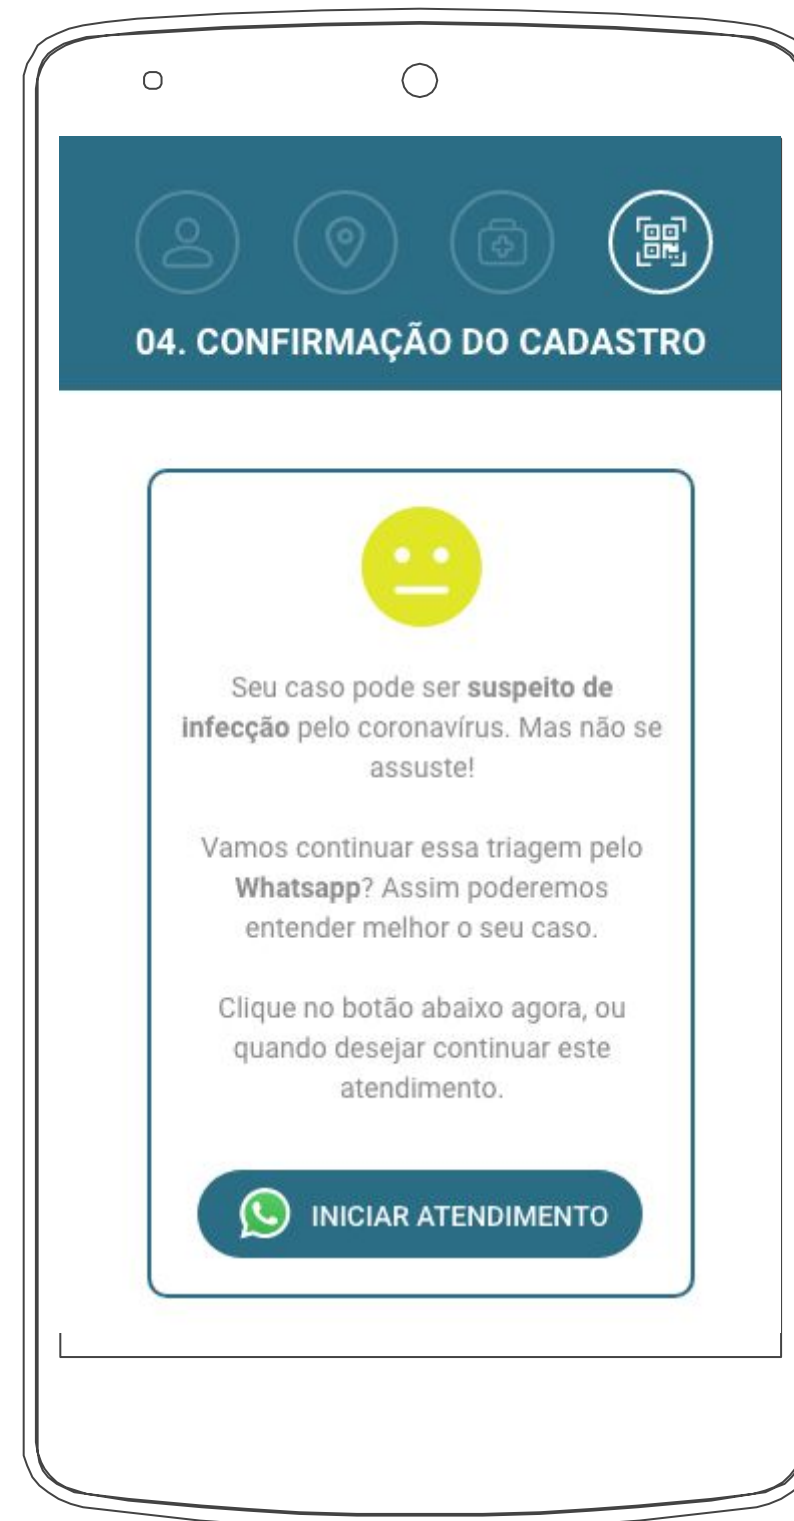 04. CONFIRMAÇÃO DO CADASTRO
Seu caso pode ser suspeito de
infecção pelo coronavírus. Mas não se
assuste!
Vamos continuar essa triagem pelo
Whatsapp? Assim poderemos
entender melhor o seu caso.
Clique no botão abaixo agora, ou
quando desejar continuar este
atendimento.
INICIAR ATENDIMENTO